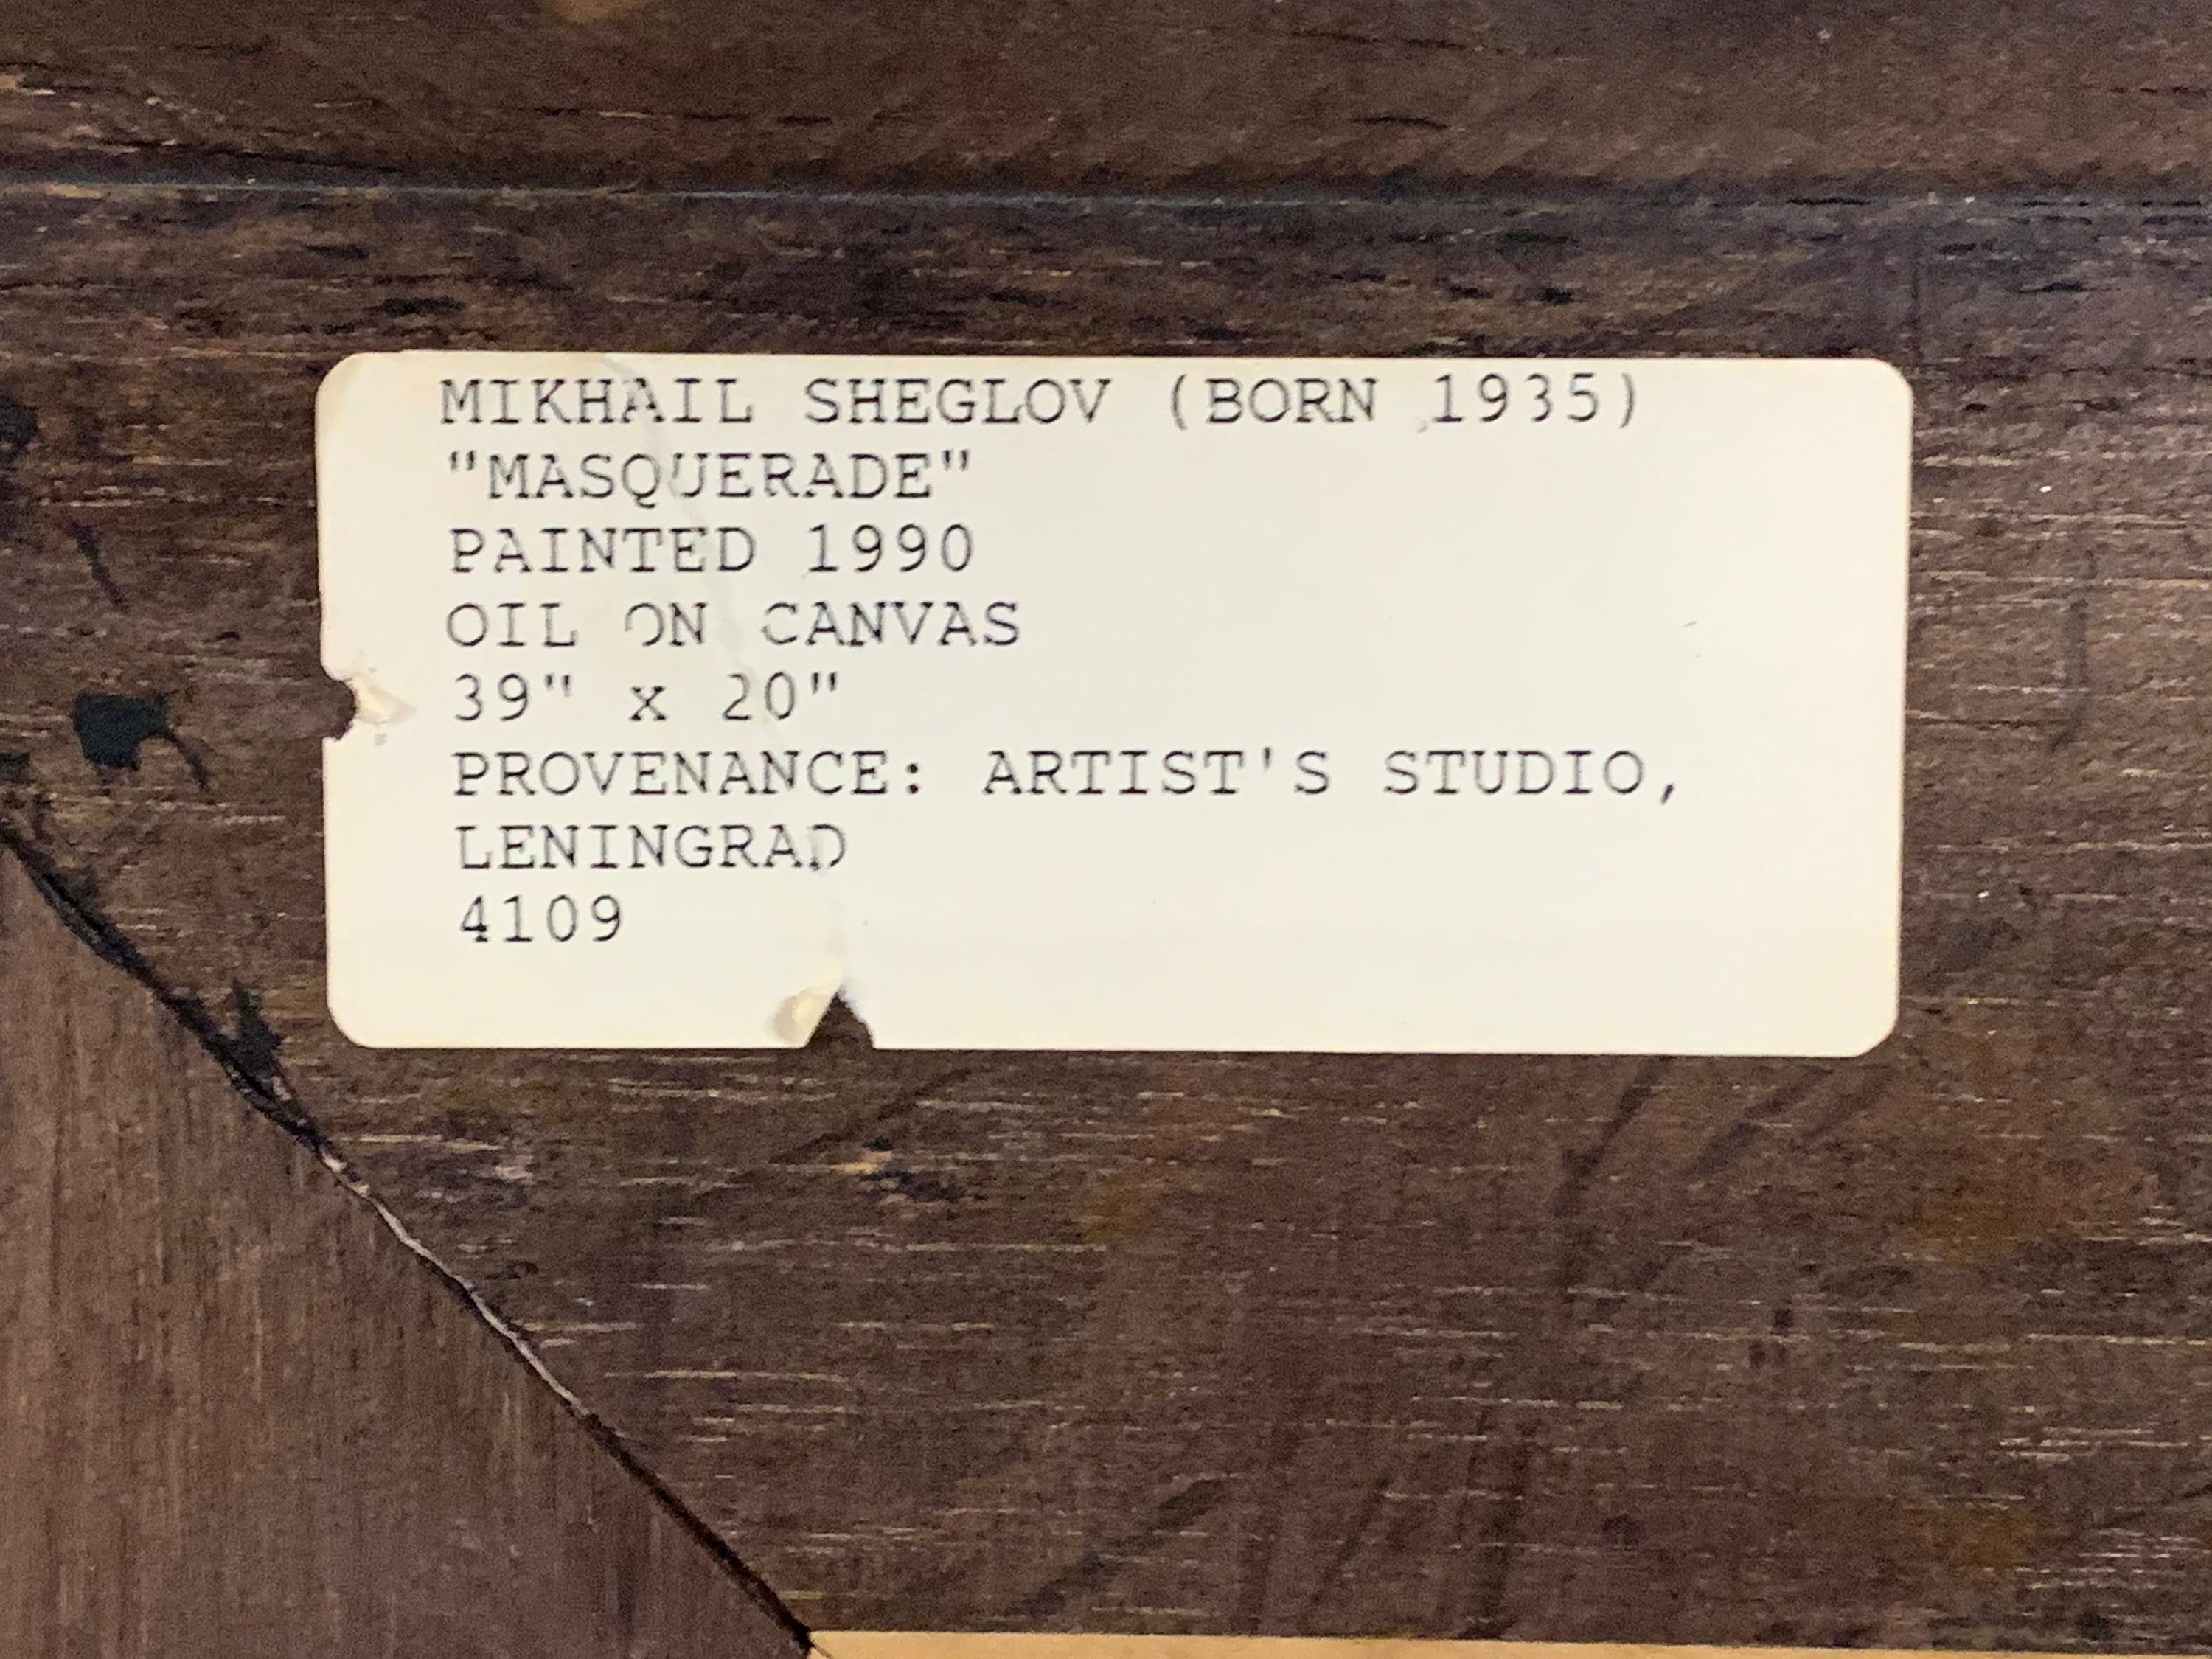 MIKHAIL SHEGLOV (BORN 1935)
"MASQUERADE"
PAINTED 1990
OIL ON CANVAS
39" x 20"
PROVENANCE: ARTIST'S STUDIO,
LENINGRAD
4109